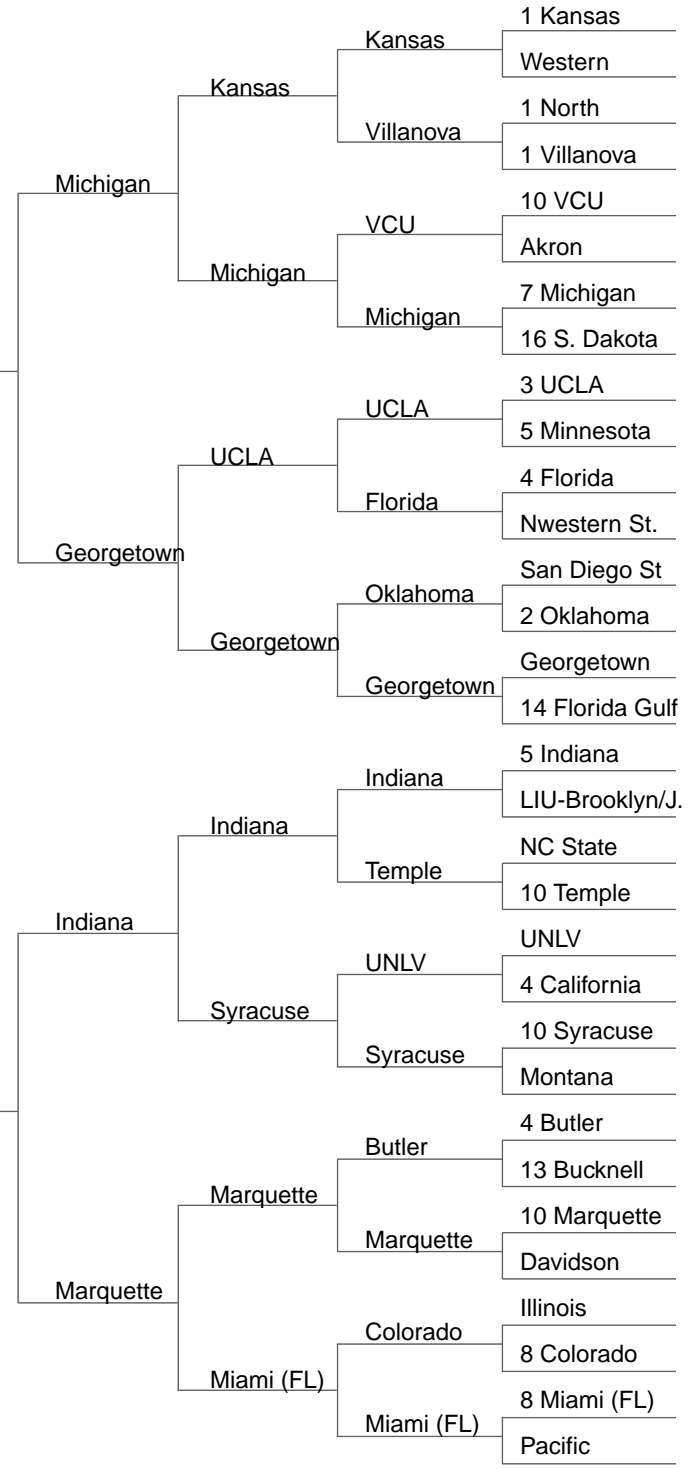 1 Kansas
Kansas
Western
Kansas
1 North
Villanova
1 Villanova
Michigan
10 VCU
VCU
Akron
Michigan
7 Michigan
Michigan
16 S. Dakota
3 UCLA
UCLA
5 Minnesota
UCLA
4 Florida
Florida
Nwestern St.
Georgetown
San Diego St
Oklahoma
2 Oklahoma
Georgetown
Georgetown
Georgetown
14 Florida Gulf
5 Indiana
Indiana
LIU-Brooklyn/J.
Indiana
NC State
Temple
10 Temple
Indiana
UNLV
UNLV
4 California
Syracuse
10 Syracuse
Syracuse
Montana
4 Butler
Butler
13 Bucknell
Marquette
10 Marquette
Marquette
Davidson
Marquette
Illinois
Colorado
8 Colorado
Miami (FL)
8 Miami (FL)
Miami (FL)
Pacific